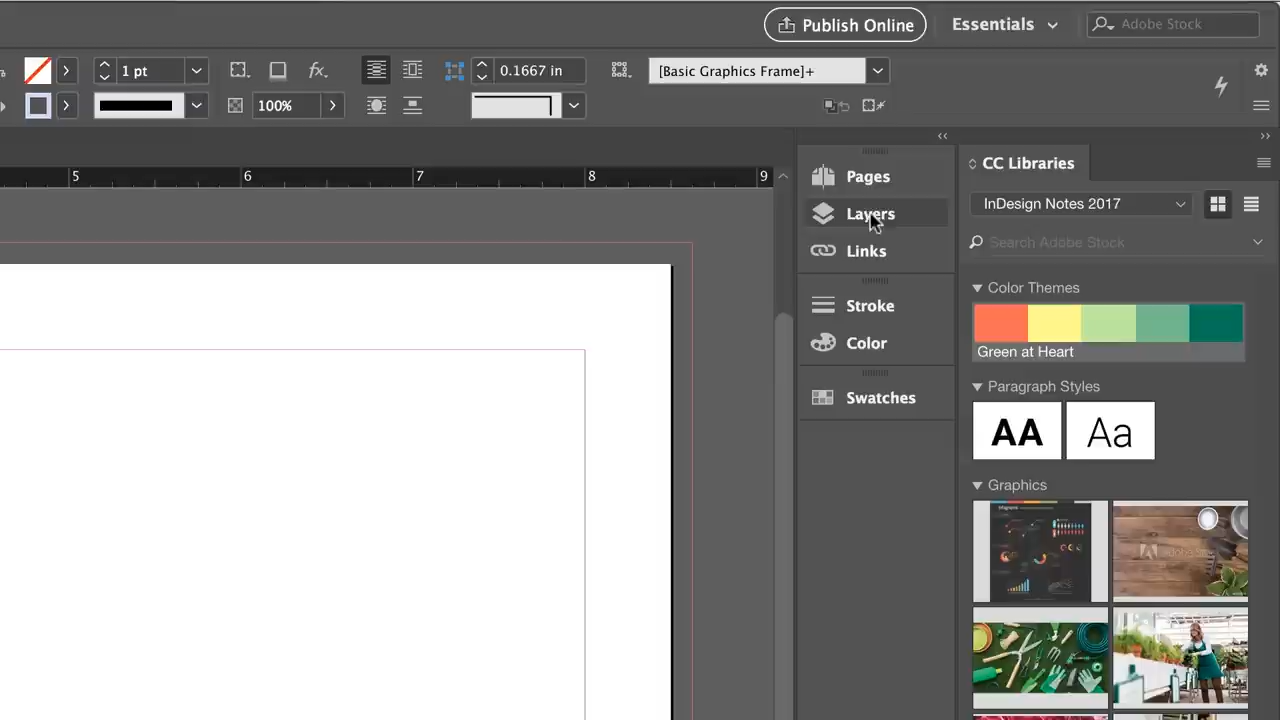 Publish Online
Essentials
Adobe Stock
1 pt
fx.
0.1667 in
[Basic Graphics Frame]+
100%
5 6 7 8 9
Pages
Layers
Links
Stroke
Color
Swatches
CC Libraries
InDesign Notes 2017
Search Adobe Stock
Color Themes
Green at Heart
Paragraph Styles
AA
Aa
Graphics